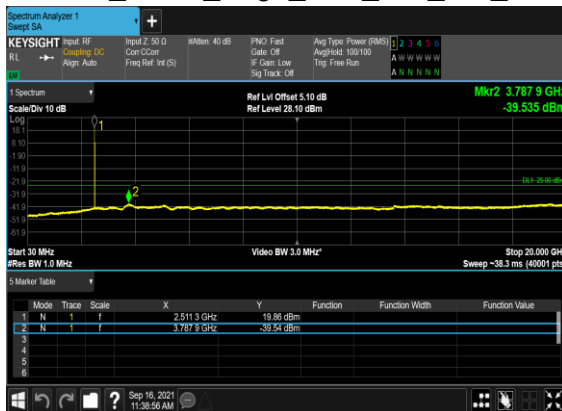 Spectrum Analyzer 1
Swept SA
KEYSIGHT Input: RF Input Z: 50 Ω #Atten: 40 dB PNO: Fast Avg Type: Power (RMS) 1 2 3 4 5 6
RL Coupling: DC Corr CCorr Gate: Off Avg|Hold: 100/100 A W W W W W
Align: Auto Freq Ref: Int (S) IF Gain: Low Trig: Free Run
Sig Track: Off A N N N N N
1 Spectrum
Ref Lvl Offset 5.10 dB Mkr2 3.787 9 GHz
Scale/Div 10 dB Ref Level 28.10 dBm -39.535 dBm
Log
18.1
8.10
-1.90
-11.9
-21.9
-31.9
-41.9
-51.9
-61.9
1
2
DL1 -25.00 dBm
Start 30 MHz Video BW 3.0 MHz* Stop 20.000 GHz
#Res BW 1.0 MHz Sweep ~38.3 ms (40001 pts)
5 Marker Table
Mode Trace Scale X Y Function Function Width Function Value
1 N 1 f 2.511 3 GHz 19.86 dBm
2 N 1 f 3.787 9 GHz -39.54 dBm
3
4
5
6
? Sep 16, 2021
11:38:56 AM